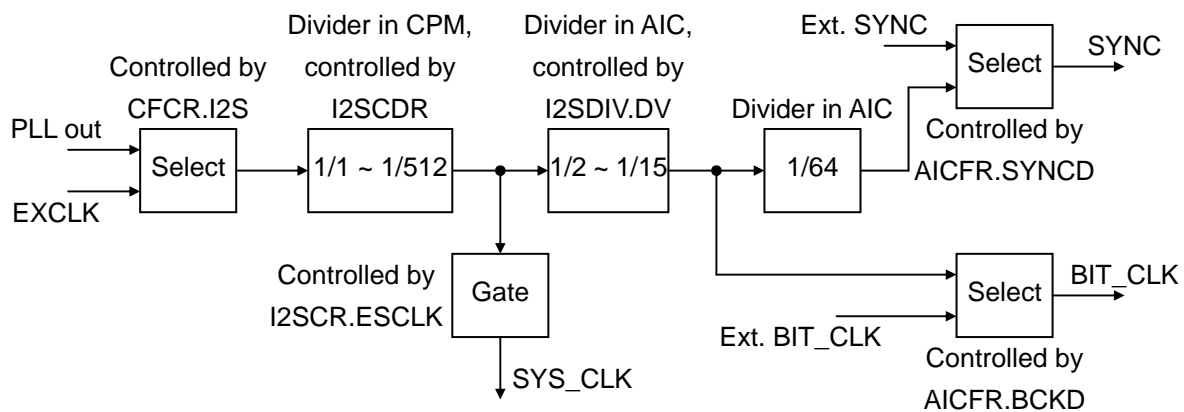 Divider in CPM,
controlled by
I2SCDR
Divider in AIC,
controlled by
I2SDIV.DV
Ext. SYNC
SYNC
Select
Controlled by
AICFR.SYNCD
Controlled by
CFCR.I2S
PLL out
Select
EXCLK
1/1 ~ 1/512
1/2 ~ 1/15
Divider in AIC
1/64
Controlled by
I2SCR.ESCLK
Gate
SYS_CLK
BIT_CLK
Select
Ext. BIT_CLK
Controlled by
AICFR.BCKD